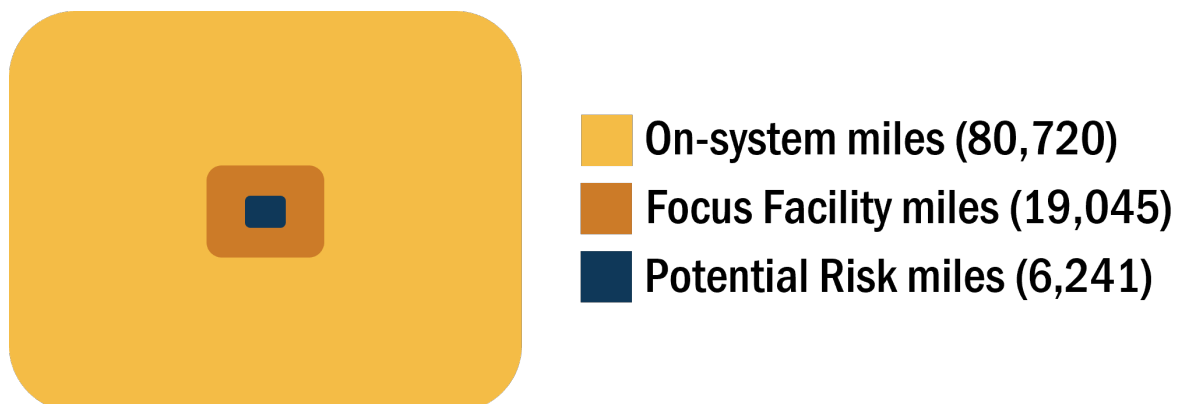 On-system miles (80,720)
Focus Facility miles (19,045)
Potential Risk miles (6,241)